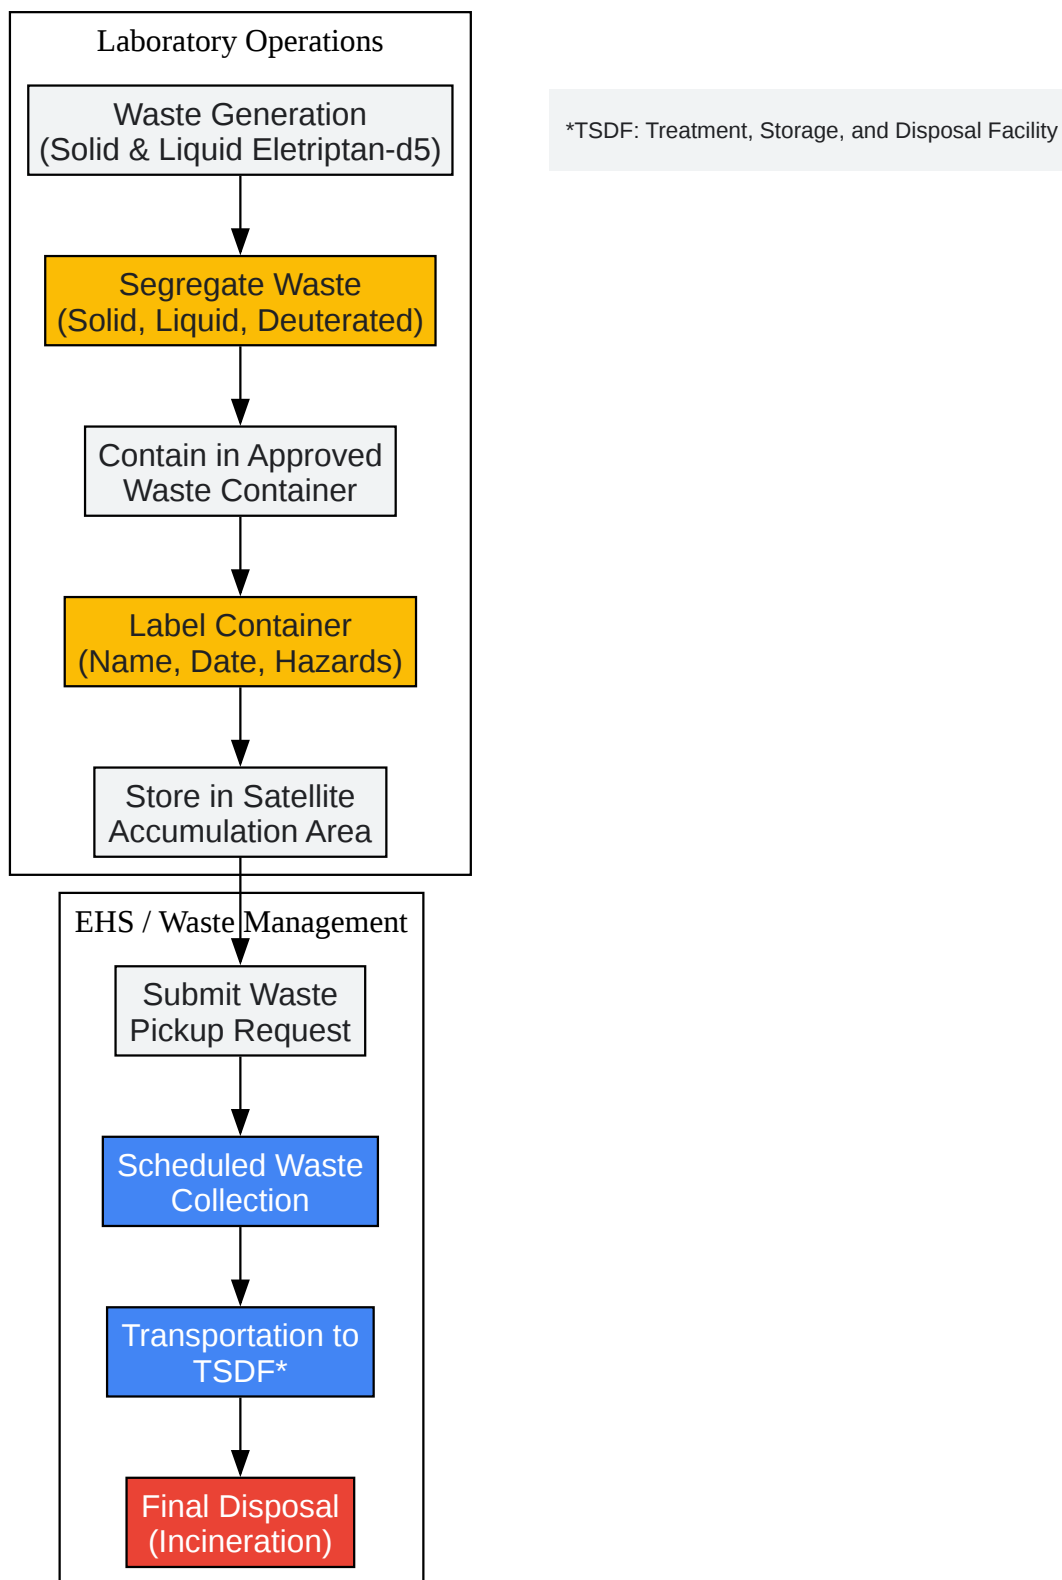 Laboratory Operations
Waste Generation
(Solid & Liquid Eletriptan-d5)
*TSDF: Treatment, Storage, and Disposal Facility
Segregate Waste
(Solid, Liquid, Deuterated)
Contain in Approved
Waste Container
Label Container
(Name, Date, Hazards)
Store in Satellite
Accumulation Area
EHS / Waste Management
Submit Waste
Pickup Request
Scheduled Waste
Collection
Transportation to
TSDF*
Final Disposal
(Incineration)